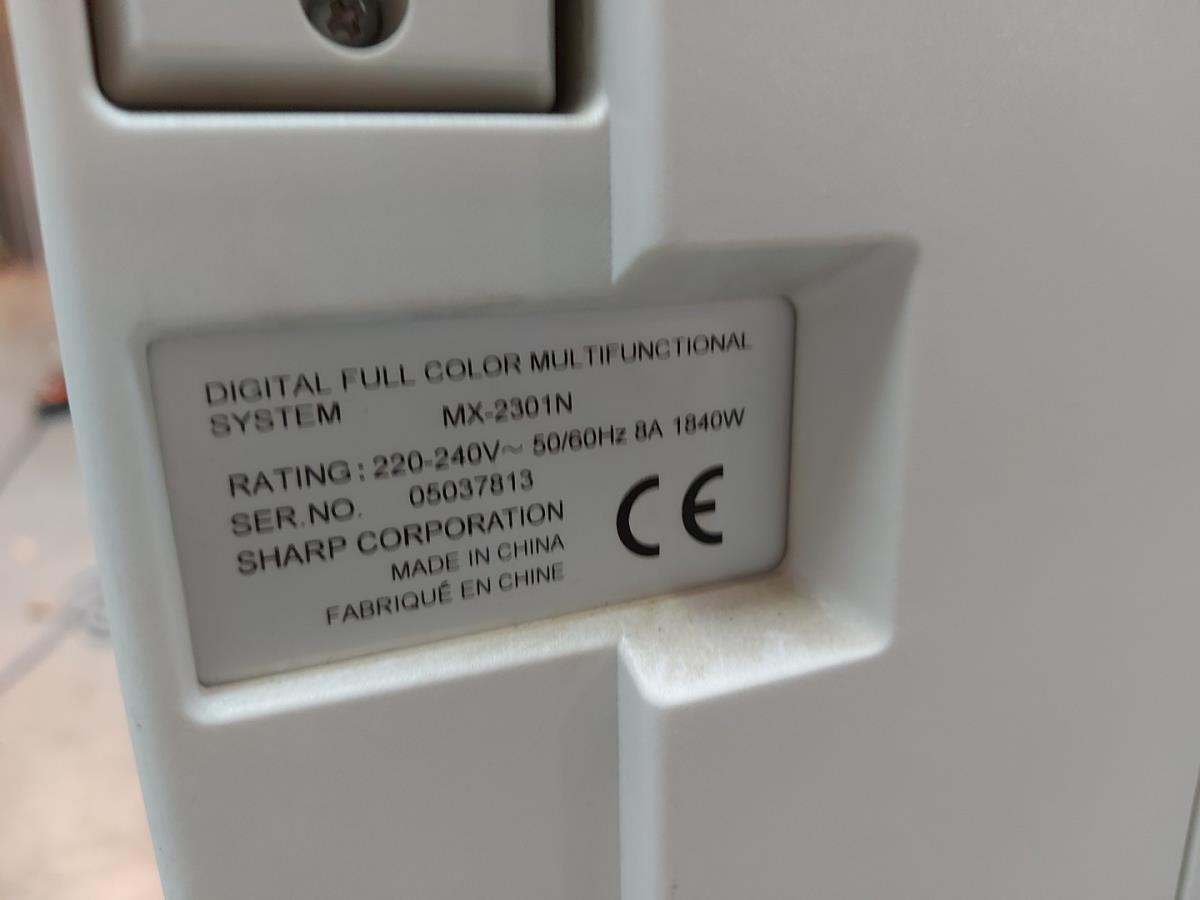 DIGITAL FULL COLOR MULTIFUNCTIONAL
SYSTEM MX-2301N
RATING : 220-240V~ 50/60Hz 8A 1840W
SER.NO. 05037813
SHARP CORPORATION
MADE IN CHINA
FABRIQUÉ EN CHINE
CE